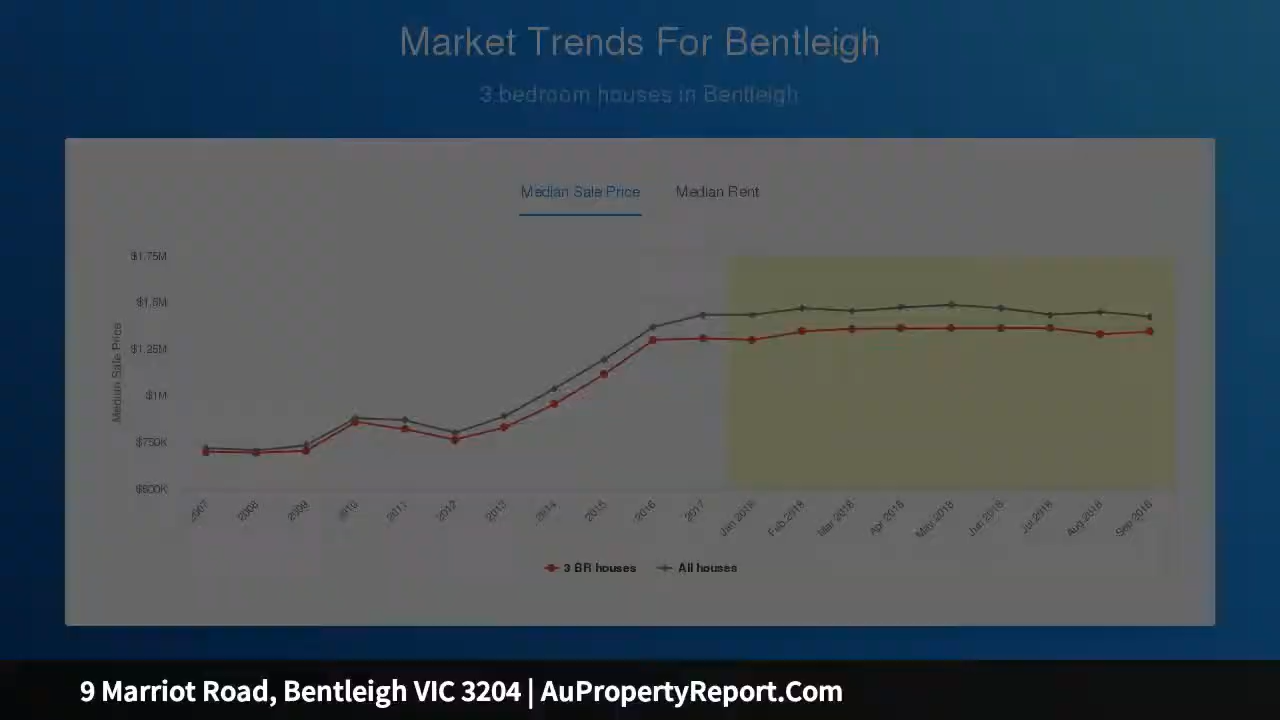 Market Trends For Bentleigh
3 bedroom houses in Bentleigh
Median Sale Price Median Rent
$1.75M
$1.5M
$1.25M
$1M
$750K
$500K
Median Sale Price
2007 2008 2009 2010 2011 2012 2013 2014 2015 2016 2017 Jan 2018 Feb 2018 Mar 2018 Apr 2018 May 2018 Jun 2018 Jul 2018 Aug 2018 Sep 2018
3 BR houses All houses
9 Marriot Road, Bentleigh VIC 3204 | AuPropertyReport.Com